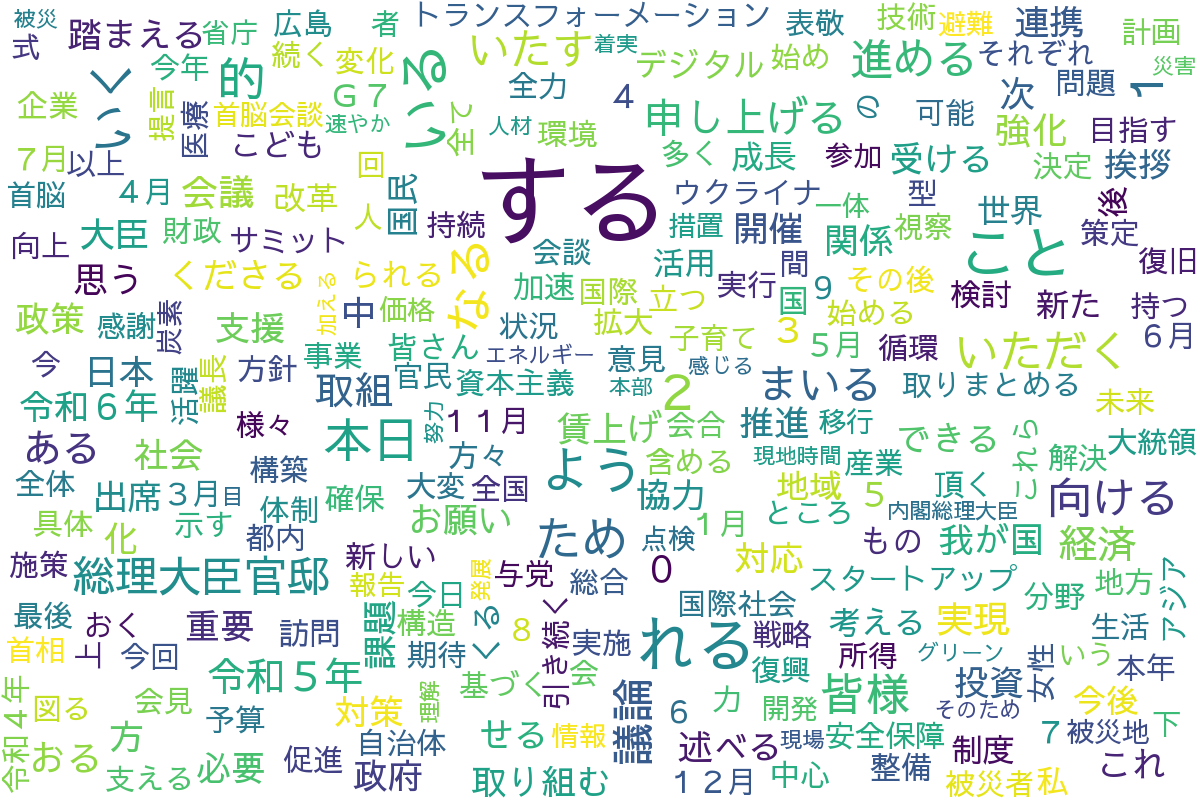 被災
式
踏まえる
省庁
広島
続く
者
トランスフォーメーション
表敬
技術
避難
連携
計画
災害
今年
変化
いたす
着実
デジタル
始め
進める
それぞれ
問題
1
次
いく
的
企業
提言
医療
首脳会談
G7
速やか
いる
全て
全力
人材
環境
4
申し上げる
の
可能
強化
目指す
7月
以上
こども
回
多く
成長
参加
受ける
決定
挨拶
首脳
4月
会議
改革
人
国民
持続
する
ウクライナ
一体
型
世界
後
措置
開催
関係
視察
策定
向上
大臣
財政
サミット
会談
こと
復旧
思う
くださる
られる
なる
加速
国際
活用
立つ
実行
間
国
9
その後
検討
新た
持つ
加える
中
価格
状況
拡大
子育て
3
始める
5月
循環
6月
政策
感謝
炭素
支援
事業
皆さん
エネルギー
意見
感じる
いただく
今
日本
活躍
議長
方針
取組
官民
資本主義
本部
2
まいる
取りまとめる
未来
令和6年
様々
本日
努力
11月
賃上げ
会合
推進
移行
できる
これら
大統領
ある
社会
構築
方々
よう
含める
現地時間
産業
解決
全体
出席
3月
目
体制
確保
大変
全国
協力
地域
5
頂く
向ける
具体
化
示す
都内
お願い
ため
1月
ところ
内閣総理大臣
点検
もの
我が国
経済
施策
総理大臣官邸
新しい
報告
今日
発展
与党
総合
0
対応
スタートアップ
分野
地方
アジア
最後
おく
重要
訪問
課題
構造
くる
8
引き続く
実施
国際社会
れる
戦略
考える
実現
生活
首相
上
今回
期待
会
復興
所得
グリーン
女性
いう
本年
令和4年
図る
会見
令和5年
予算
対策
理解
基づく
議論
6
力
開発
皆様
投資
そのため
今後
おる
方
支える
必要
促進
自治体
政府
せる
情報
取り組む
述べる
12月
現場
中心
安全保障
整備
制度
被災者
私
7
被災地
下
これ